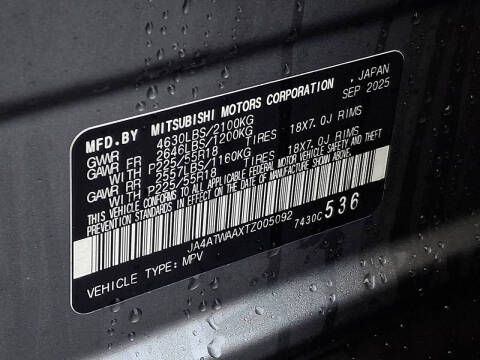 MFD.BY MITSUBISHI MOTORS CORPORATION JAPAN
SEP 2025
GVWR 4630LBS/2100KG
GAWR FR 2646LBS/1200KG
WITH P225/55R18 TIRES 18X7.0J RIMS
GAWR RR 2557LBS/1160KG
WITH P225/55R18 TIRES 18X7.0J RIMS
THIS VEHICLE CONFORMS TO ALL APPLICABLE FEDERAL MOTOR VEHICLE SAFETY AND THEFT
PREVENTION STANDARDS IN EFFECT ON THE DATE OF MANUFACTURE SHOWN ABOVE.
JA4ATWAAXTZ005092 7430C 536
VEHICLE TYPE: MPV